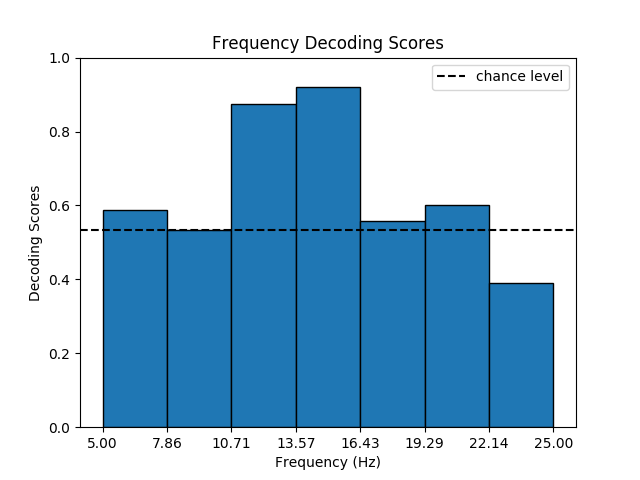 Frequency Decoding Scores
chance level
Decoding Scores
1.0
0.8
0.6
0.4
0.2
0.0
5.00 7.86 10.71 13.57 16.43 19.29 22.14 25.00
Frequency (Hz)